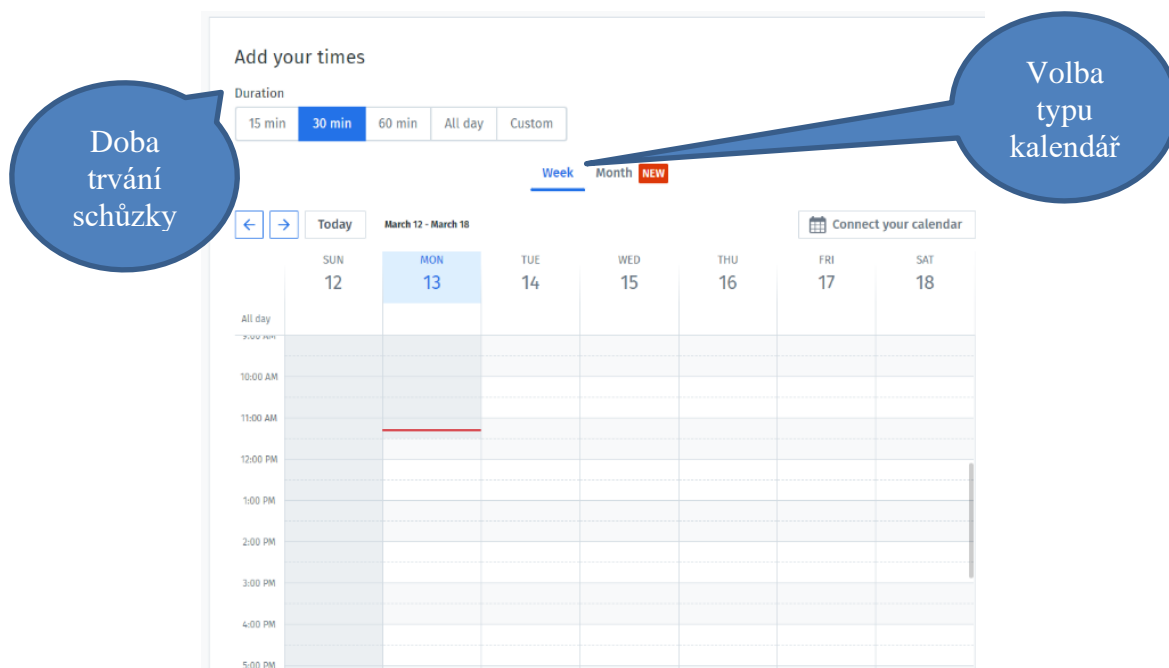 Add your times
Duration
15 min 30 min 60 min All day Custom
Doba
trvání
schůzky
Volba
typu
kalendář
Week Month NEW
← → Today March 12 - March 18 Connect your calendar
SUN MON TUE WED THU FRI SAT
12 13 14 15 16 17 18
All day
9:00 AM
10:00 AM
11:00 AM
12:00 PM
1:00 PM
2:00 PM
3:00 PM
4:00 PM
5:00 PM